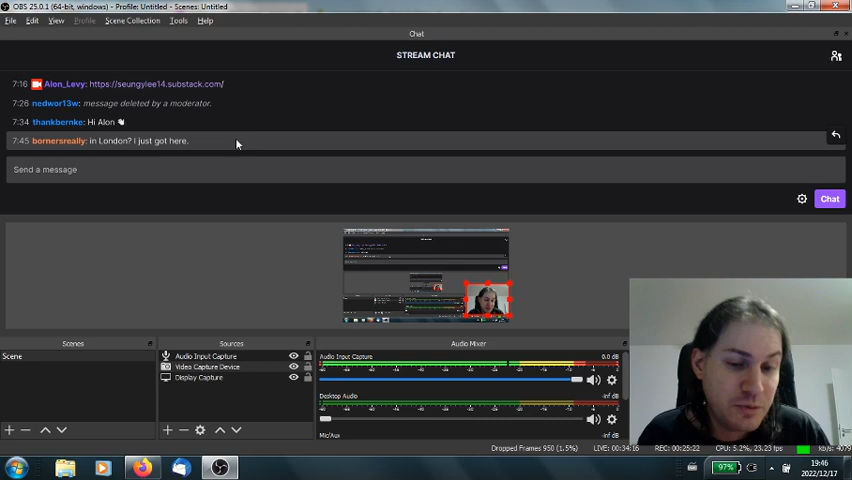 OBS 25.0.1 (64-bit, windows) - Profile: Untitled - Scenes: Untitled
File Edit View Profile Scene Collection Tools Help
Chat
STREAM CHAT
7:16 Alon_Levy: https://seungylee14.substack.com/
7:26 nedwor13w: message deleted by a moderator.
7:34 thankbernke: Hi Alon
7:45 bornersreally: in London? I just got here.
Send a message
Chat
Scenes Sources Audio Mixer
Scene
Audio Input Capture
Video Capture Device
Display Capture
Audio Input Capture 0.0 dB
Desktop Audio -inf dB
Mic/Aux
Dropped Frames 950 (1.5%) LIVE: 00:34:16 REC: 00:25:22 CPU: 5.2%, 23.23 fps kb/s: 4079
97%
19:46
2022/12/17